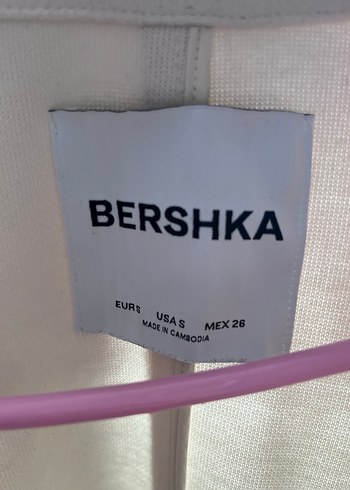 BERSHKA
EUR S USA S MEX 26
MADE IN CAMBODIA